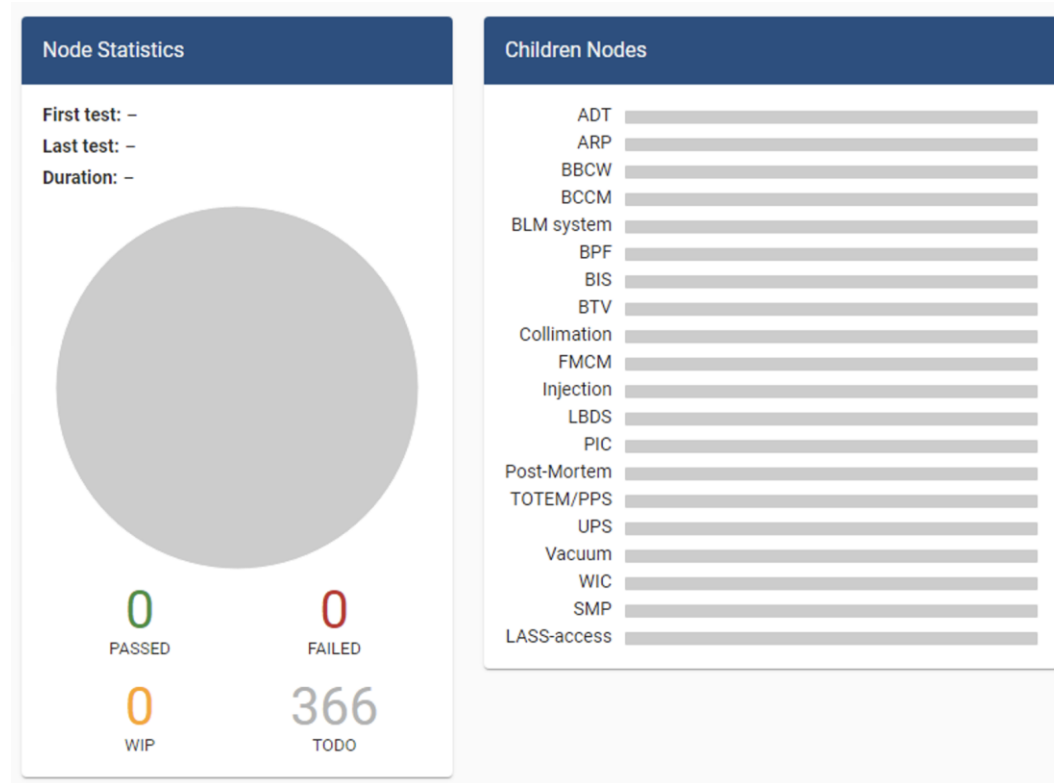 Node Statistics
First test: –
Last test: –
Duration: –
0
PASSED
0
FAILED
0
WIP
366
TODO
Children Nodes
ADT
ARP
BBCW
BCCM
BLM system
BPF
BIS
BTV
Collimation
FMCM
Injection
LBDS
PIC
Post-Mortem
TOTEM/PPS
UPS
Vacuum
WIC
SMP
LASS-access